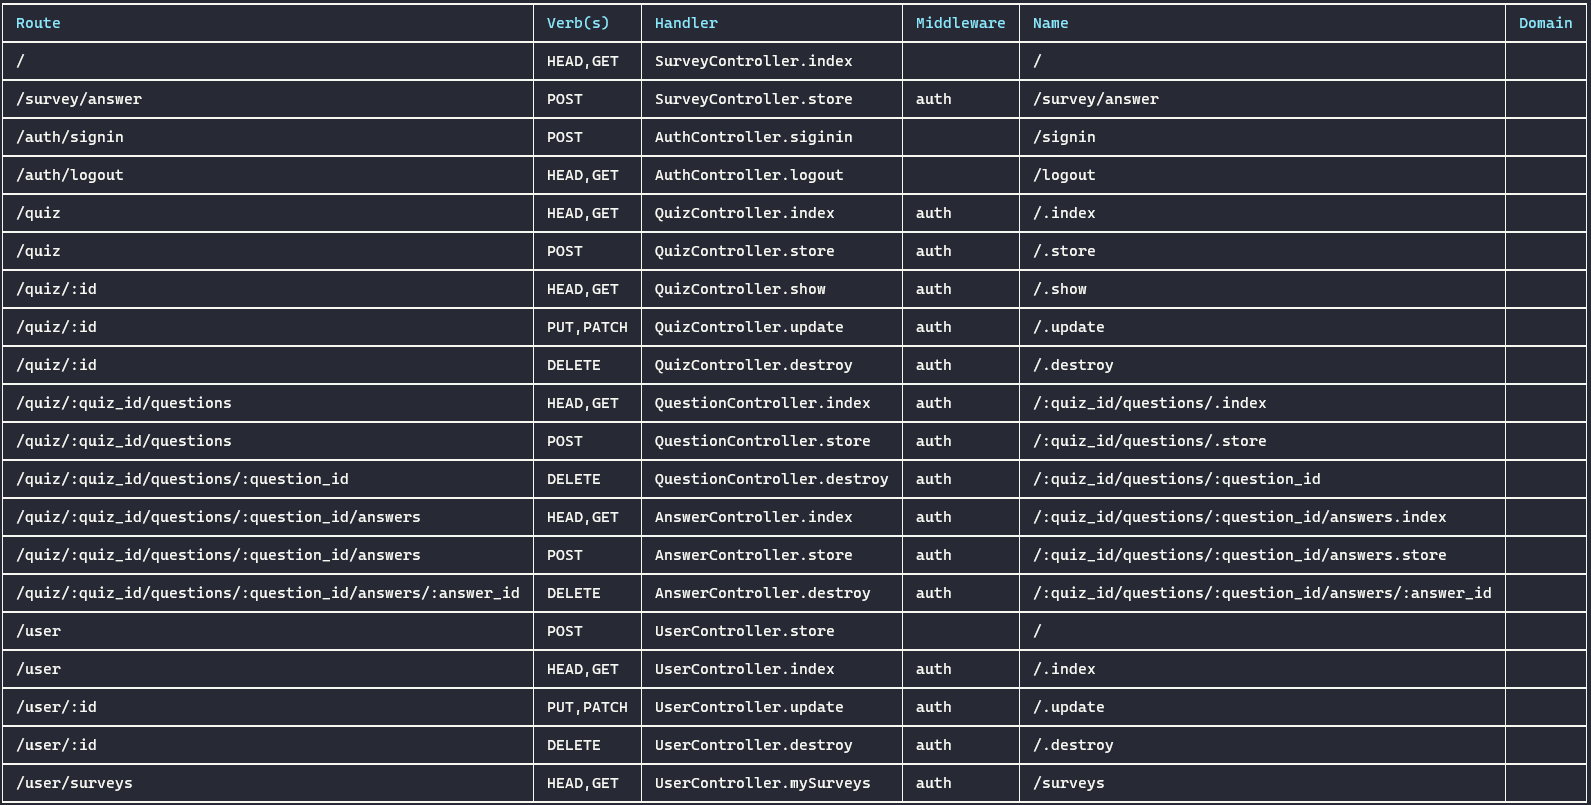 Route Verb(s) Handler Middleware Name Domain
/ HEAD,GET SurveyController.index /
/survey/answer POST SurveyController.store auth /survey/answer
/auth/signin POST AuthController.siginin /signin
/auth/logout HEAD,GET AuthController.logout /logout
/quiz HEAD,GET QuizController.index auth /.index
/quiz POST QuizController.store auth /.store
/quiz/:id HEAD,GET QuizController.show auth /.show
/quiz/:id PUT,PATCH QuizController.update auth /.update
/quiz/:id DELETE QuizController.destroy auth /.destroy
/quiz/:quiz_id/questions HEAD,GET QuestionController.index auth /:quiz_id/questions/.index
/quiz/:quiz_id/questions POST QuestionController.store auth /:quiz_id/questions/.store
/quiz/:quiz_id/questions/:question_id DELETE QuestionController.destroy auth /:quiz_id/questions/:question_id
/quiz/:quiz_id/questions/:question_id/answers HEAD,GET AnswerController.index auth /:quiz_id/questions/:question_id/answers.index
/quiz/:quiz_id/questions/:question_id/answers POST AnswerController.store auth /:quiz_id/questions/:question_id/answers.store
/quiz/:quiz_id/questions/:question_id/answers/:answer_id DELETE AnswerController.destroy auth /:quiz_id/questions/:question_id/answers/:answer_id
/user POST UserController.store /
/user HEAD,GET UserController.index auth /.index
/user/:id PUT,PATCH UserController.update auth /.update
/user/:id DELETE UserController.destroy auth /.destroy
/user/surveys HEAD,GET UserController.mySurveys auth /surveys